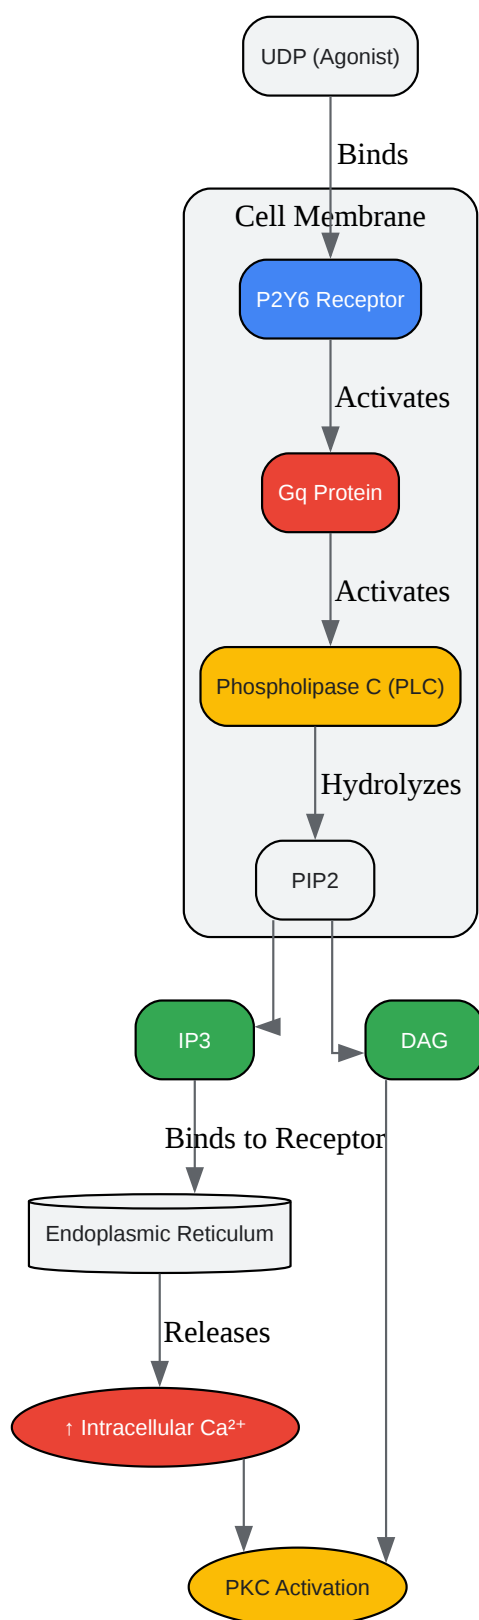 UDP (Agonist)
Binds
Cell Membrane
P2Y6 Receptor
Activates
Gq Protein
Activates
Phospholipase C (PLC)
Hydrolyzes
PIP2
IP3
DAG
Binds to Receptor
Endoplasmic Reticulum
Releases
↑ Intracellular Ca²⁺
PKC Activation